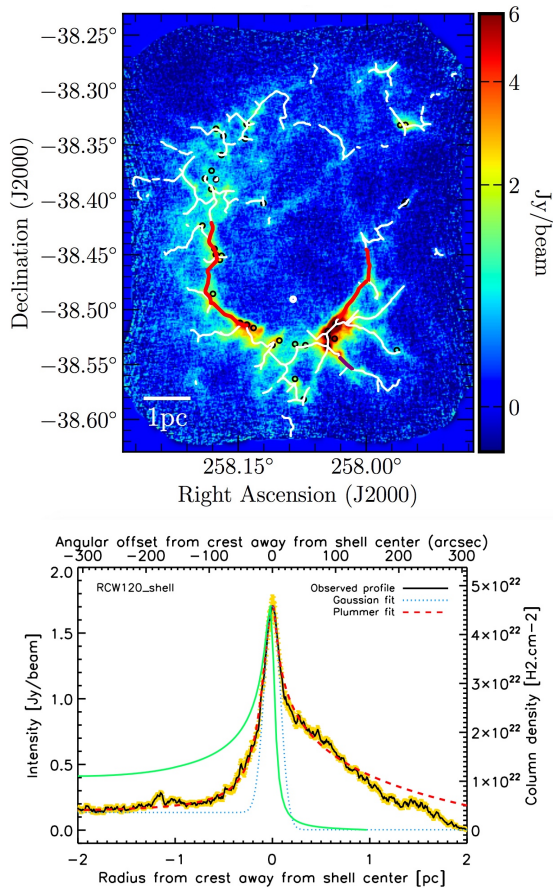 −38.25°
−38.30°
−38.35°
−38.40°
−38.45°
−38.50°
−38.55°
−38.60°
Declination (J2000)
1pc
258.15° 258.00°
Right Ascension (J2000)
6
4
2
0
Jy/beam
Angular offset from crest away from shell center (arcsec)
−300 −200 −100 0 100 200 300
2.0
1.5
1.0
0.5
0.0
Intensity [Jy/beam]
RCW120_shell
Observed profile
Gaussian fit
Plummer fit
5×10²²
4×10²²
3×10²²
2×10²²
1×10²²
0
Column density [H2.cm−2]
−2 −1 0 1 2
Radius from crest away from shell center [pc]